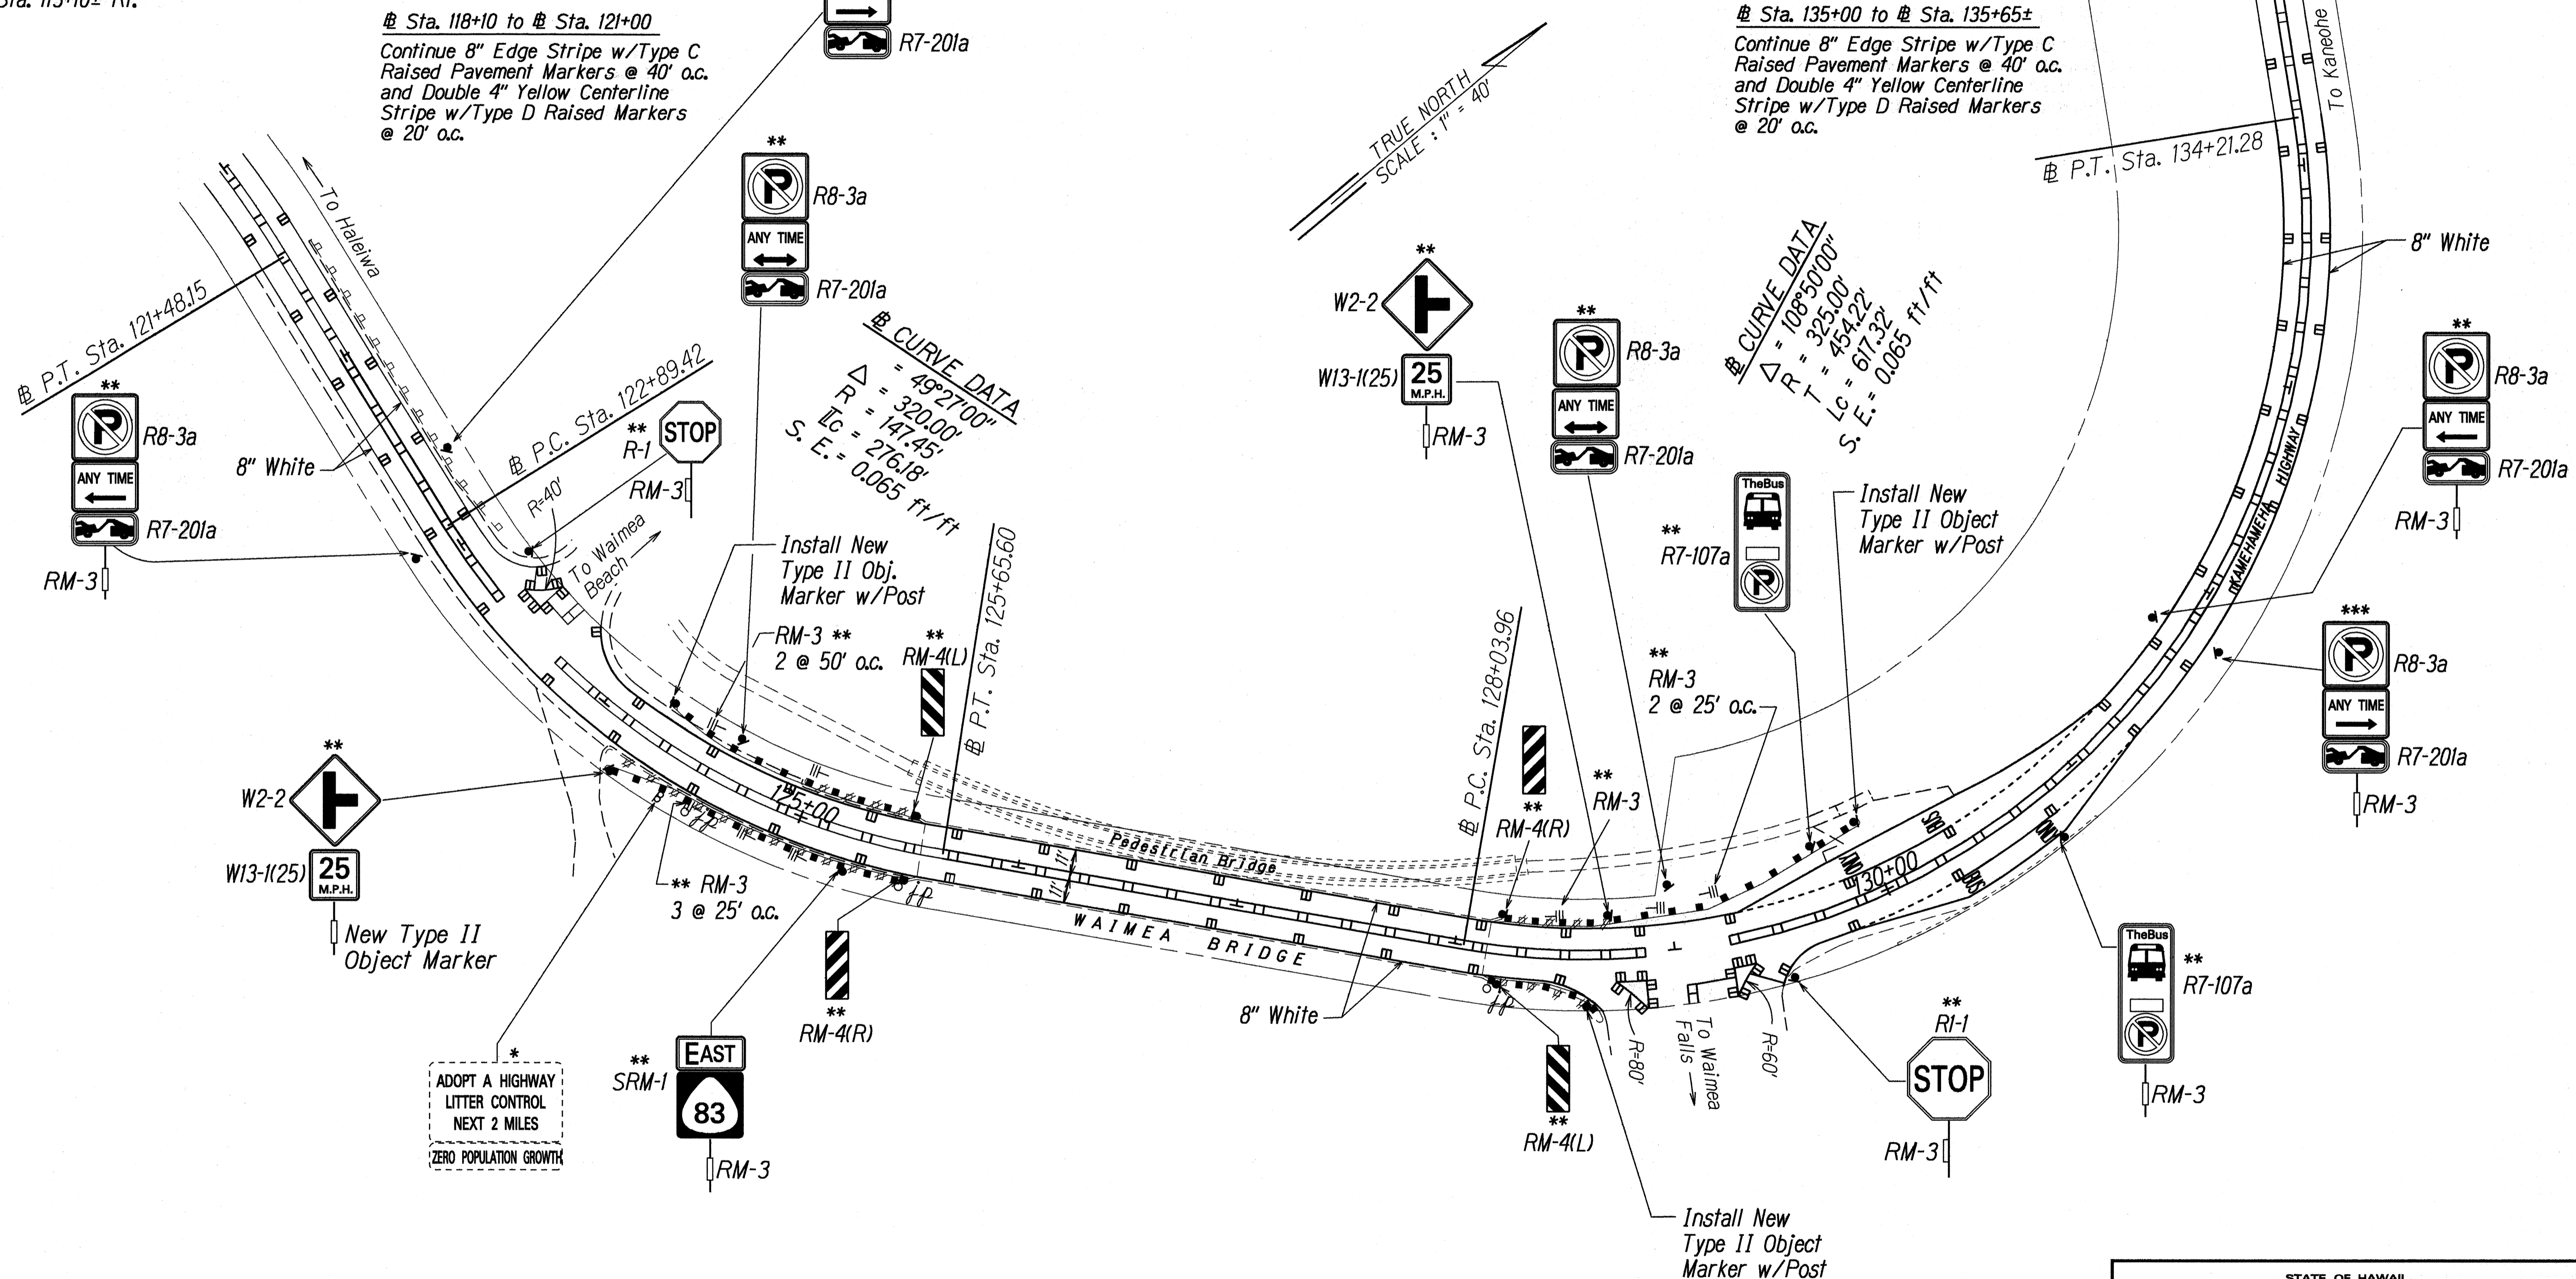 ℄ Sta. 118+10 to ℄ Sta. 121+00
Continue 8" Edge Stripe w/Type C
Raised Pavement Markers @ 40' o.c.
and Double 4" Yellow Centerline
Stripe w/Type D Raised Markers
@ 20' o.c.
R7-201a
TRUE NORTH
SCALE : 1" = 40'
℄ Sta. 135+00 to ℄ Sta. 135+65±
Continue 8" Edge Stripe w/Type C
Raised Pavement Markers @ 40' o.c.
and Double 4" Yellow Centerline
Stripe w/Type D Raised Markers
@ 20' o.c.
To Kaneohe
℄ P.T. Sta. 134+21.28
8" White
To Haleiwa
℄ P.T. Sta. 121+48.15
**
P
R8-3a
ANY TIME
R7-201a
RM-3
8" White
℄ P.C. Sta. 122+89.42
**
R-1
STOP
RM-3
R=40'
To Waimea
Beach
**
P
R8-3a
ANY TIME
R7-201a
℄ CURVE DATA
Δ = 49°27'00"
R = 320.00'
T = 147.45'
Lc = 276.18'
S. E. = 0.065 ft/ft
Install New
Type II Obj.
Marker w/Post
RM-3 **
2 @ 50' o.c.
**
RM-4(L)
℄ P.T. Sta. 125+65.60
**
W2-2
W13-1(25)
25
M.P.H.
RM-3
**
P
R8-3a
ANY TIME
R7-201a
℄ CURVE DATA
Δ = 108°50'00"
R = 325.00'
T = 454.22'
Lc = 617.32'
S. E. = 0.065 ft/ft
TheBus
**
R7-107a
P
Install New
Type II Object
Marker w/Post
**
RM-3
2 @ 25' o.c.
℄ P.C. Sta. 128+03.96
**
RM-4(R)
**
RM-3
KAMEHAMEHA HIGHWAY
**
P
R8-3a
ANY TIME
R7-201a
RM-3
***
P
R8-3a
ANY TIME
R7-201a
RM-3
**
W2-2
W13-1(25)
25
M.P.H.
New Type II
Object Marker
** RM-3
3 @ 25' o.c.
jp
125+00
jp
Pedestrian Bridge
11'
11'
WAIMEA BRIDGE
8" White
jp
130+00
BUS
ONLY
BUS
ONLY
**
RM-4(R)
*
ADOPT A HIGHWAY
LITTER CONTROL
NEXT 2 MILES
ZERO POPULATION GROWTH
**
SRM-1
EAST
83
RM-3
**
RM-4(L)
R=80'
To Waimea
Falls
R=60'
**
R1-1
STOP
RM-3
TheBus
**
R7-107a
P
RM-3
Install New
Type II Object
Marker w/Post
STATE OF HAWAII